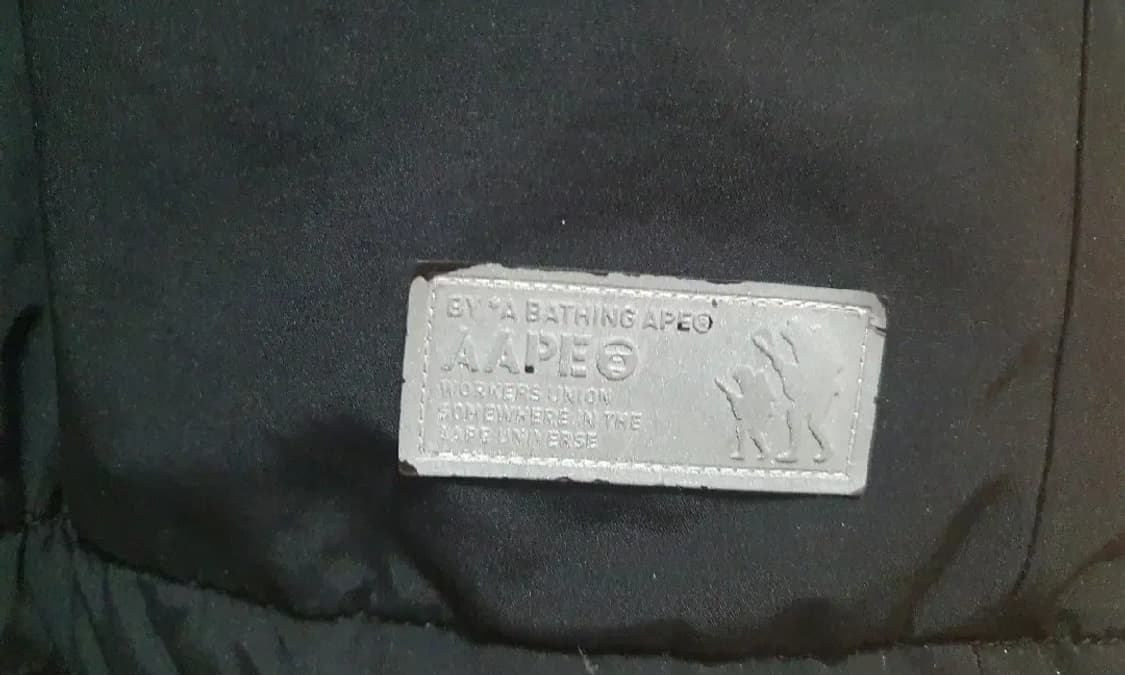 BY *A BATHING APE®
AAPE
WORKERS UNION
SOMEWHERE IN THE
AAPE UNIVERSE